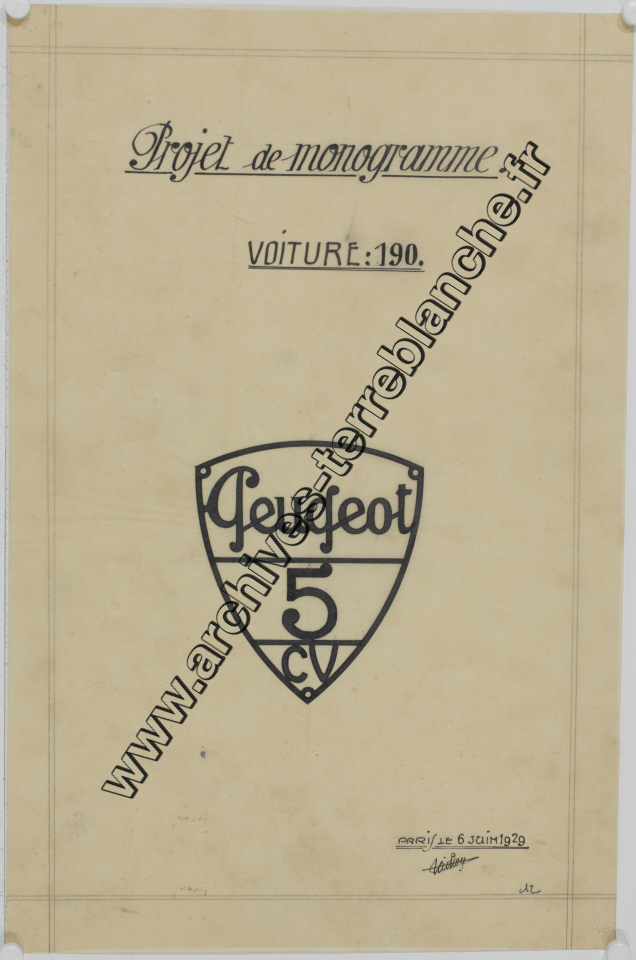 Projet de monogramme.
VOITURE: 190.
Peugeot
5
CV
www.archives-terreblanche.fr
PARIS LE 6 JUIN 1929